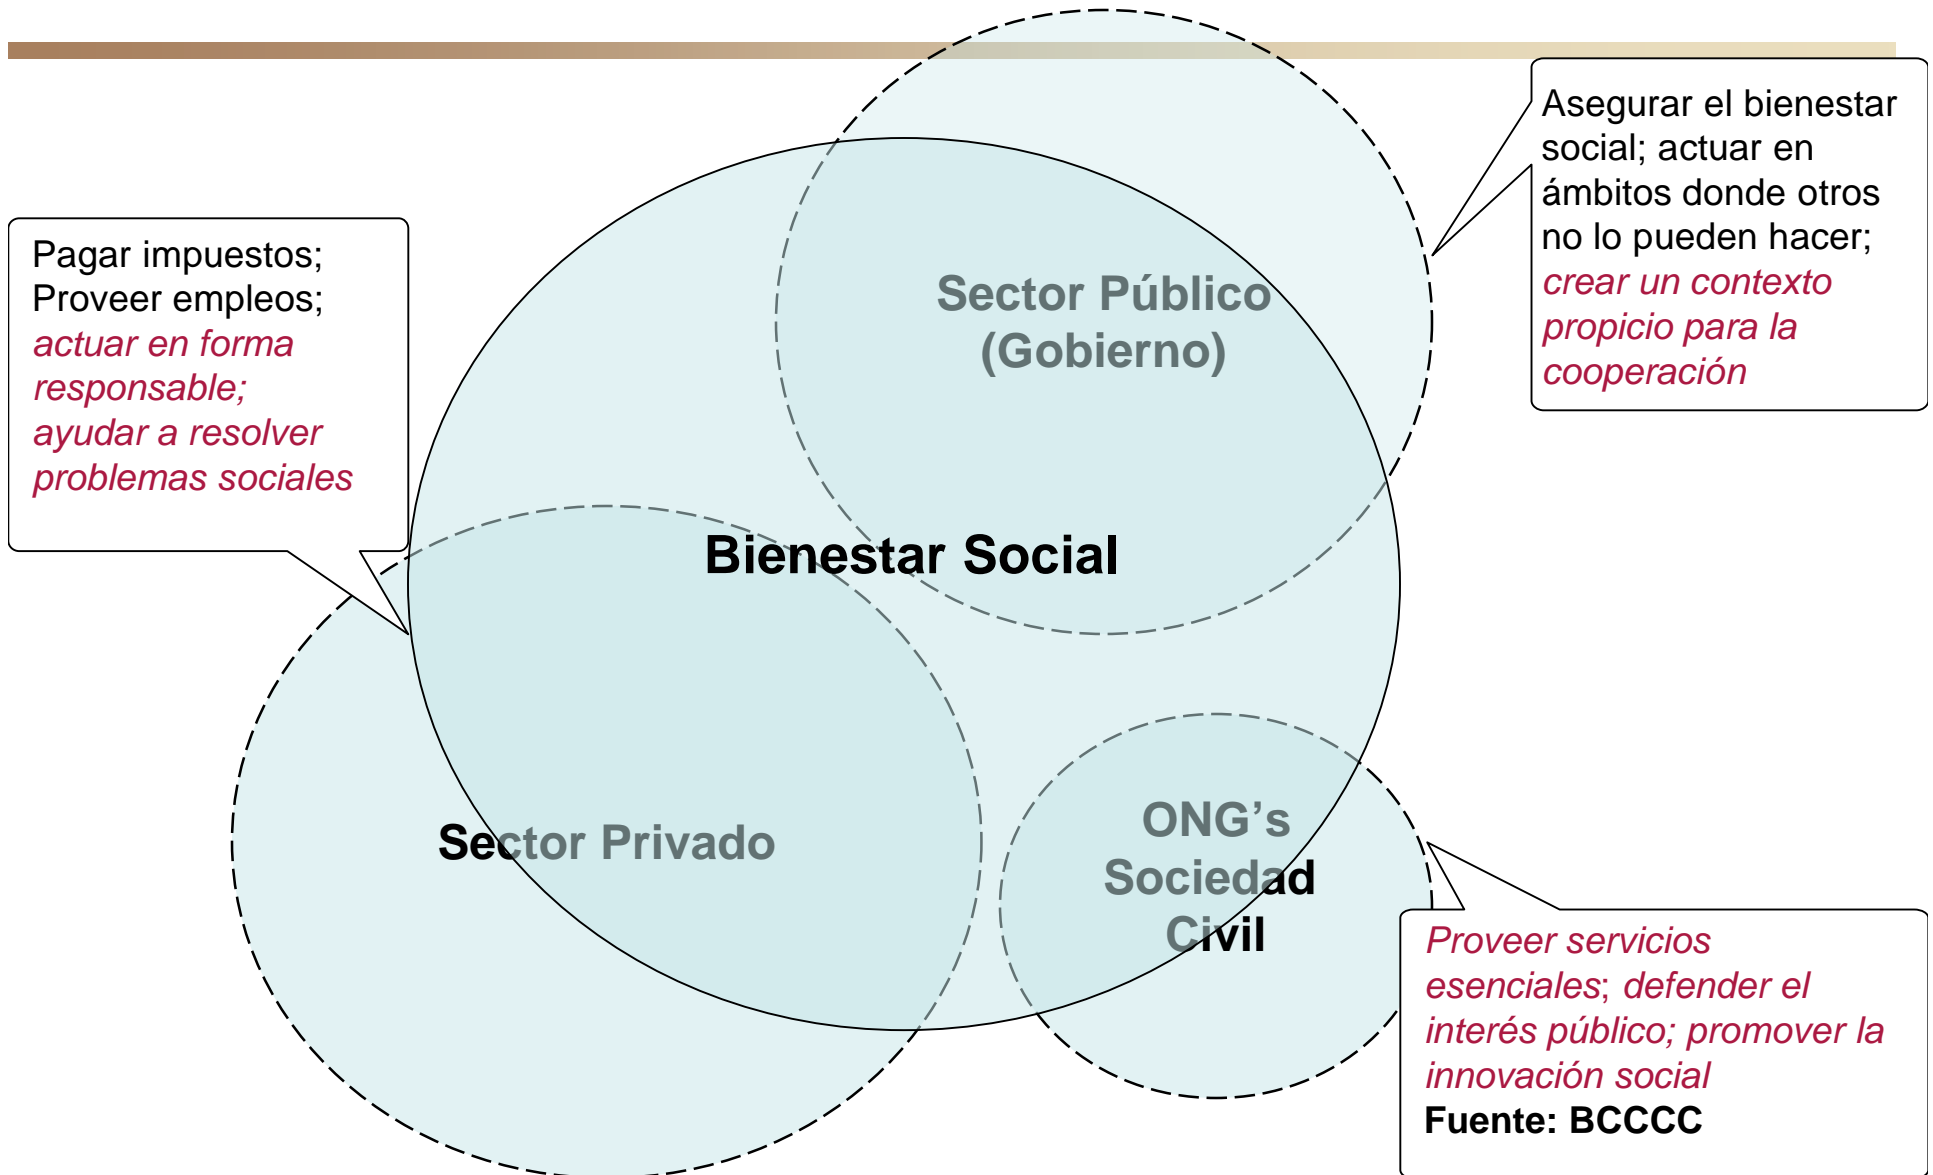 Asegurar el bienestar
social; actuar en
ámbitos donde otros
no lo pueden hacer;
crear un contexto
propicio para la
cooperación
Pagar impuestos;
Proveer empleos;
actuar en forma
responsable;
ayudar a resolver
problemas sociales
Sector Público
(Gobierno)
Bienestar Social
Sector Privado
ONG’s
Sociedad
Civil
Proveer servicios
esenciales; defender el
interés público; promover la
innovación social
Fuente: BCCCC